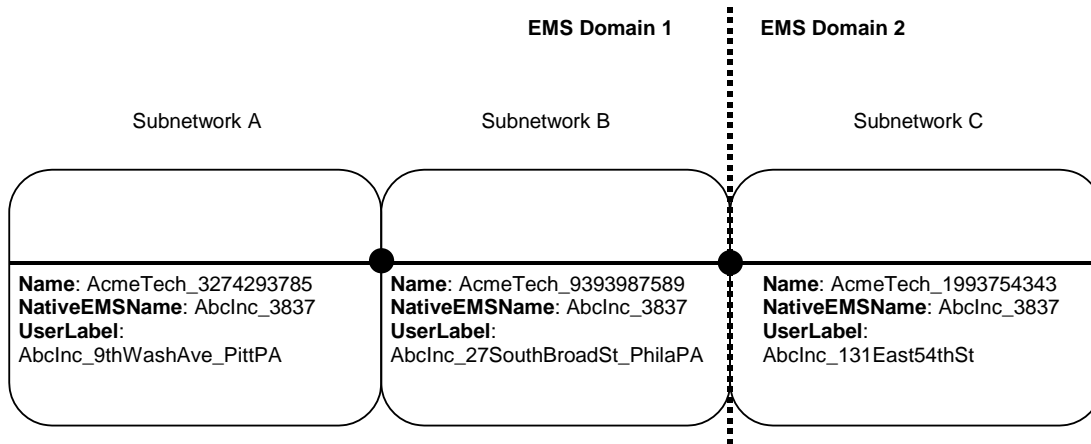 EMS Domain 1
EMS Domain 2
Subnetwork A
Subnetwork B
Subnetwork C
Name: AcmeTech_3274293785
NativeEMSName: AbcInc_3837
UserLabel:
AbcInc_9thWashAve_PittPA
Name: AcmeTech_9393987589
NativeEMSName: AbcInc_3837
UserLabel:
AbcInc_27SouthBroadSt_PhilaPA
Name: AcmeTech_1993754343
NativeEMSName: AbcInc_3837
UserLabel:
AbcInc_131East54thSt